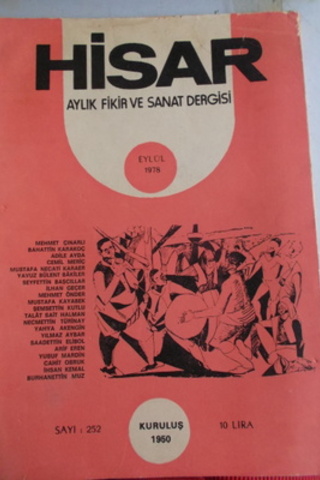 HİSAR
AYLIK FİKİR VE SANAT DERGİSİ
EYLÜL
1978
MEHMET ÇINARLI
BAHATTİN KARAKOÇ
ADİLE AYDA
CEMİL MERİÇ
MUSTAFA NECATİ KARAER
YAVUZ BÜLENT BÂKİLER
SEYFETTİN BAŞCILLAR
İLHAN GEÇER
MEHMET ÖNDER
MUSTAFA KAYABEK
ŞEMSETTİN KUTLU
TALÂT SAİT HALMAN
NECMETTİN TÜRİNAY
YAHYA AKENGİN
YILMAZ AYBAR
SAADETTİN ELİBOL
ARİF EREN
YUSUF MARDİN
CAHİT OBRUK
İHSAN KEMAL
BURHANETTİN MUZ
SAYI : 252
KURULUŞ
1950
10 LİRA